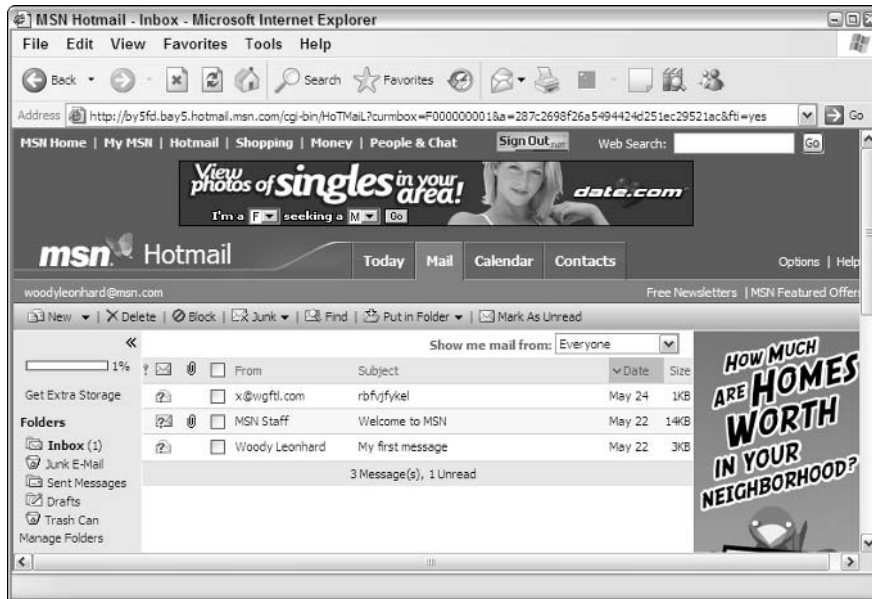 MSN Hotmail - Inbox - Microsoft Internet Explorer
File Edit View Favorites Tools Help
Back Search Favorites
Address http://by5fd.bay5.hotmail.msn.com/cgi-bin/HoTMaiL?curmbox=F000000001&a=287c2698f26a5494424d251ec29521ac&fti=yes Go
MSN Home | My MSN | Hotmail | Shopping | Money | People & Chat Sign Out.net Web Search: Go
View photos of singles in your area! date.com
I'm a F seeking a M Go
msn Hotmail Today Mail Calendar Contacts Options | Help
woodyleonhard@msn.com Free Newsletters | MSN Featured Offers
New | Delete | Block | Junk | Find | Put in Folder | Mark As Unread
Show me mail from: Everyone
1% ! From Subject Date Size
Get Extra Storage x@wgftl.com rbfvjfykel May 24 1KB
Folders MSN Staff Welcome to MSN May 22 14KB
Inbox (1) Woody Leonhard My first message May 22 3KB
Junk E-Mail
3 Message(s), 1 Unread
Sent Messages
Drafts
Trash Can
Manage Folders
HOW MUCH
ARE HOMES
WORTH
IN YOUR
NEIGHBORHOOD?